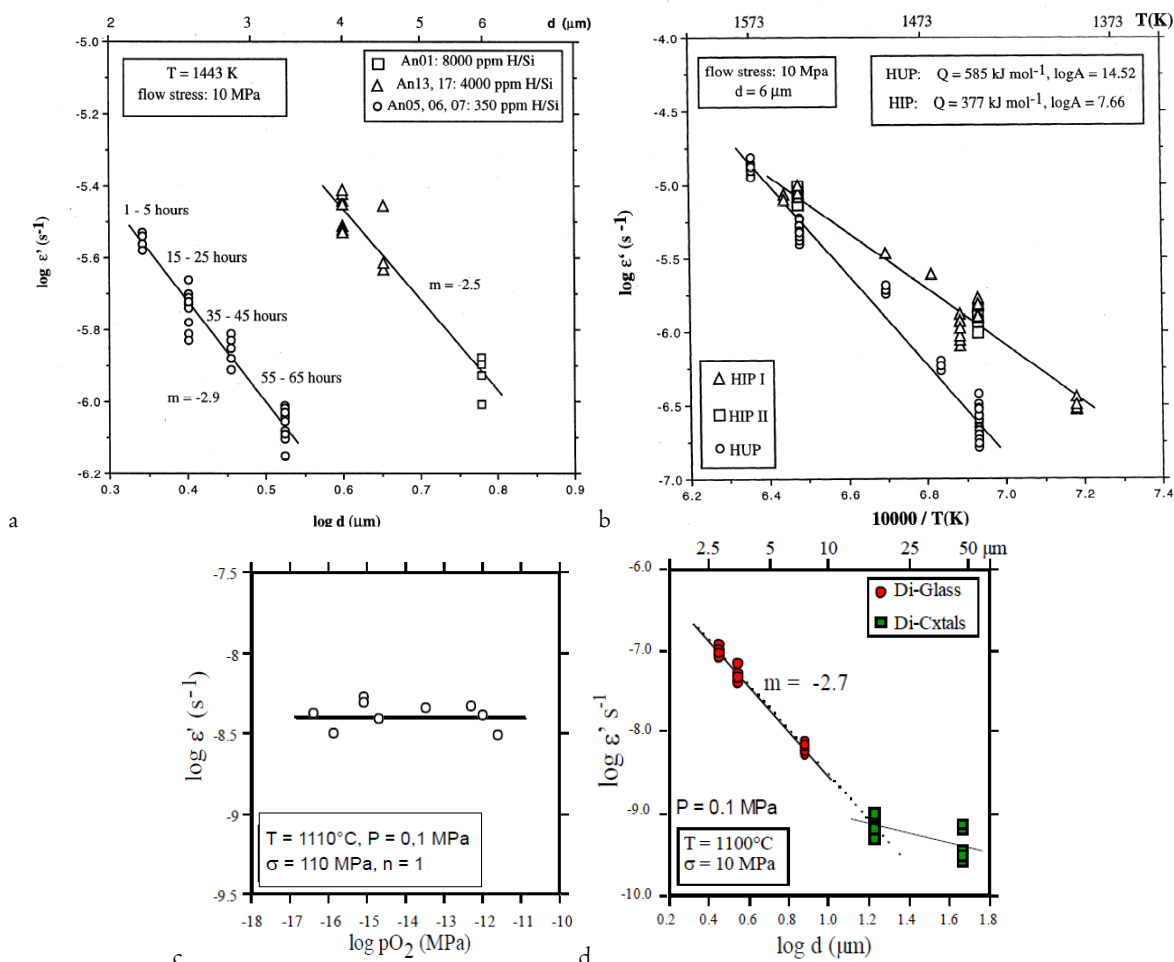 2 3 4 5 6 d (µm)
-5.0
-5.2
-5.4
-5.6
-5.8
-6.0
-6.2
log ε' (s⁻¹)
T = 1443 K
flow stress: 10 MPa
An01: 8000 ppm H/Si
An13, 17: 4000 ppm H/Si
An05, 06, 07: 350 ppm H/Si
1 - 5 hours
15 - 25 hours
35 - 45 hours
55 - 65 hours
m = -2.9
m = -2.5
0.3 0.4 0.5 0.6 0.7 0.8 0.9
log d (µm)
a
1573 1473 1373 T(K)
-4.0
-4.5
-5.0
-5.5
-6.0
-6.5
-7.0
log ε' (s⁻¹)
flow stress: 10 Mpa
d = 6 µm
HUP: Q = 585 kJ mol⁻¹, logA = 14.52
HIP: Q = 377 kJ mol⁻¹, logA = 7.66
HIP I
HIP II
HUP
6.2 6.4 6.6 6.8 7.0 7.2 7.4
10000 / T(K)
b
-7.5
-8
-8.5
-9
-9.5
log ε' (s⁻¹)
T = 1110°C, P = 0,1 MPa
σ = 110 MPa, n = 1
-18 -17 -16 -15 -14 -13 -12 -11 -10
log pO₂ (MPa)
c
2.5 5 10 25 50 µm
-6.0
-7.0
-8.0
-9.0
-10.0
log ε' s⁻¹
Di-Glass
Di-Cxtals
m = -2.7
P = 0.1 MPa
T = 1100°C
σ = 10 MPa
0.2 0.4 0.6 0.8 1.0 1.2 1.4 1.6 1.8
log d (µm)
d